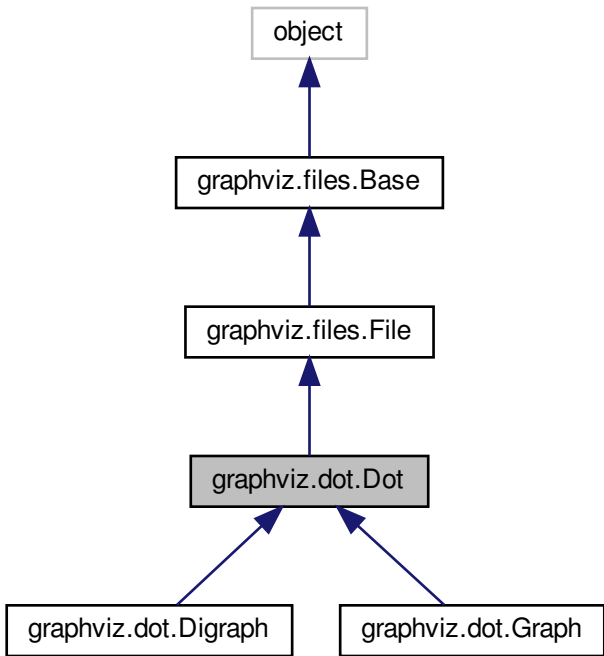 object
graphviz.files.Base
graphviz.files.File
graphviz.dot.Dot
graphviz.dot.Digraph
graphviz.dot.Graph